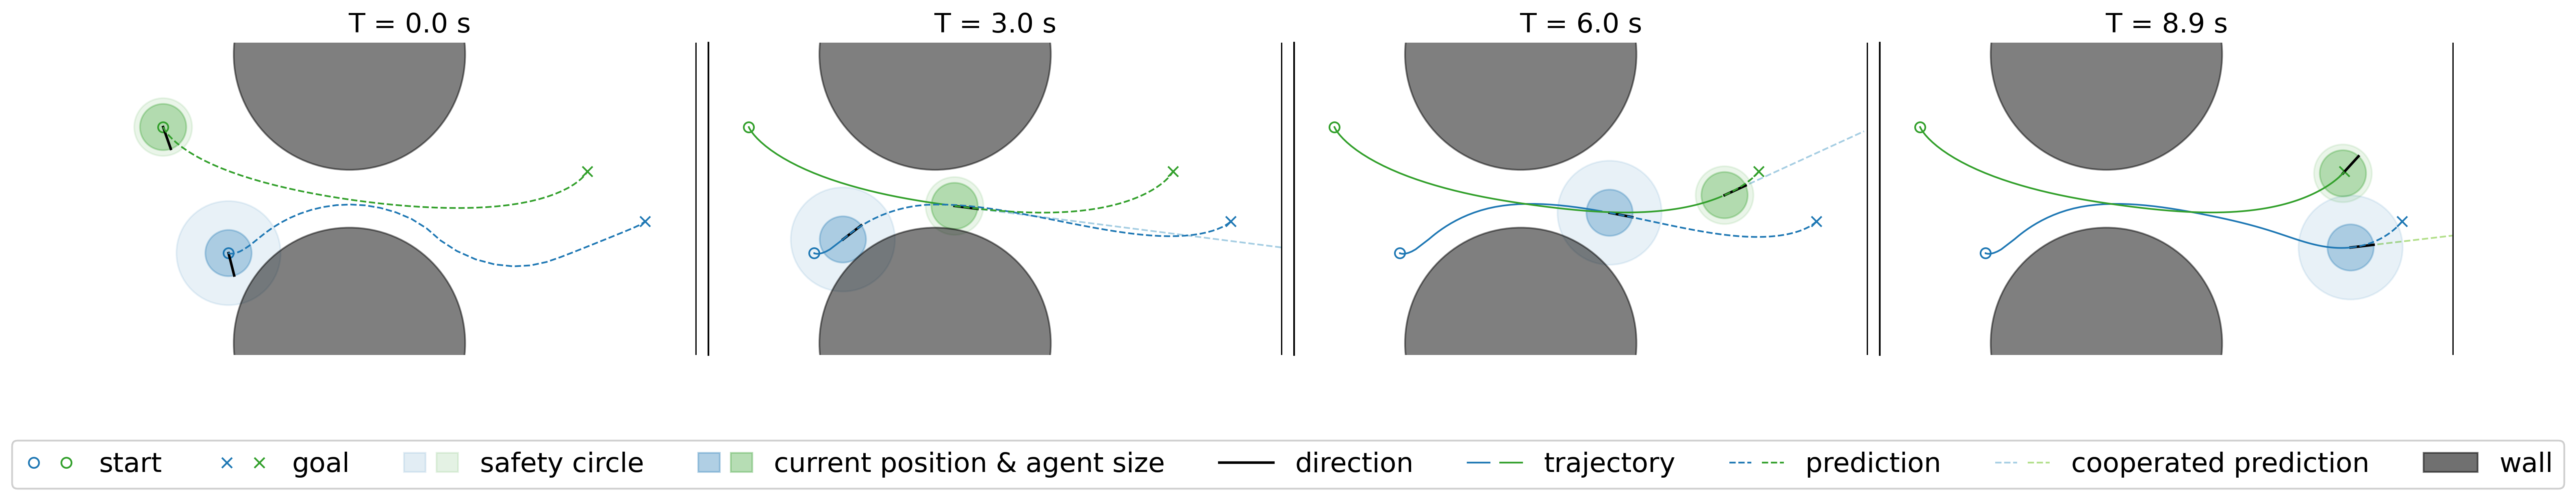 T = 0.0 s
T = 3.0 s
T = 6.0 s
T = 8.9 s
start goal safety circle current position & agent size direction trajectory prediction cooperated prediction wall